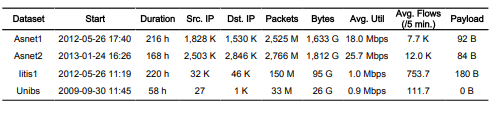 Dataset Start Duration Src. IP Dst. IP Packets Bytes Avg. Util Avg. Flows (/5 min.) Payload
Asnet1 2012-05-26 17:40 216 h 1,828 K 1,530 K 2,525 M 1,633 G 18.0 Mbps 7.7 K 92 B
Asnet2 2013-01-24 16:26 168 h 2,503 K 2,846 K 2,766 M 1,812 G 25.7 Mbps 12.0 K 84 B
Iitis1 2012-05-26 11:19 220 h 32 K 46 K 150 M 95 G 1.0 Mbps 753.7 180 B
Unibs 2009-09-30 11:45 58 h 27 1 K 33 M 26 G 0.9 Mbps 111.7 0 B